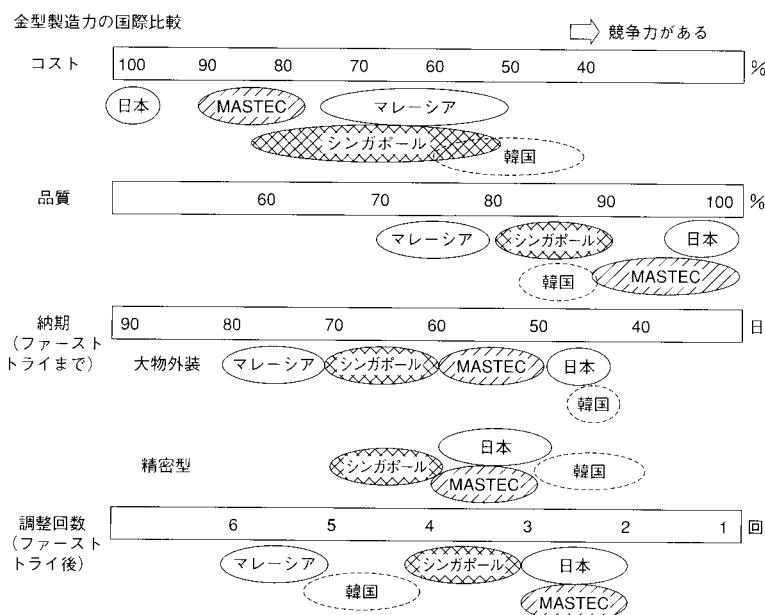 金型製造力の国際比較
競争力がある
コスト 100 90 80 70 60 50 40 %
日本 MASTEC マレーシア
シンガポール 韓国
品質 60 70 80 90 100 %
マレーシア シンガポール 日本
韓国 MASTEC
納期 90 80 70 60 50 40 日
(ファースト
トライまで) 大物外装 マレーシア シンガポール MASTEC 日本
韓国
日本
精密型 シンガポール 韓国
MASTEC
調整回数 6 5 4 3 2 1 回
(ファースト
トライ後) マレーシア シンガポール 日本
韓国 MASTEC